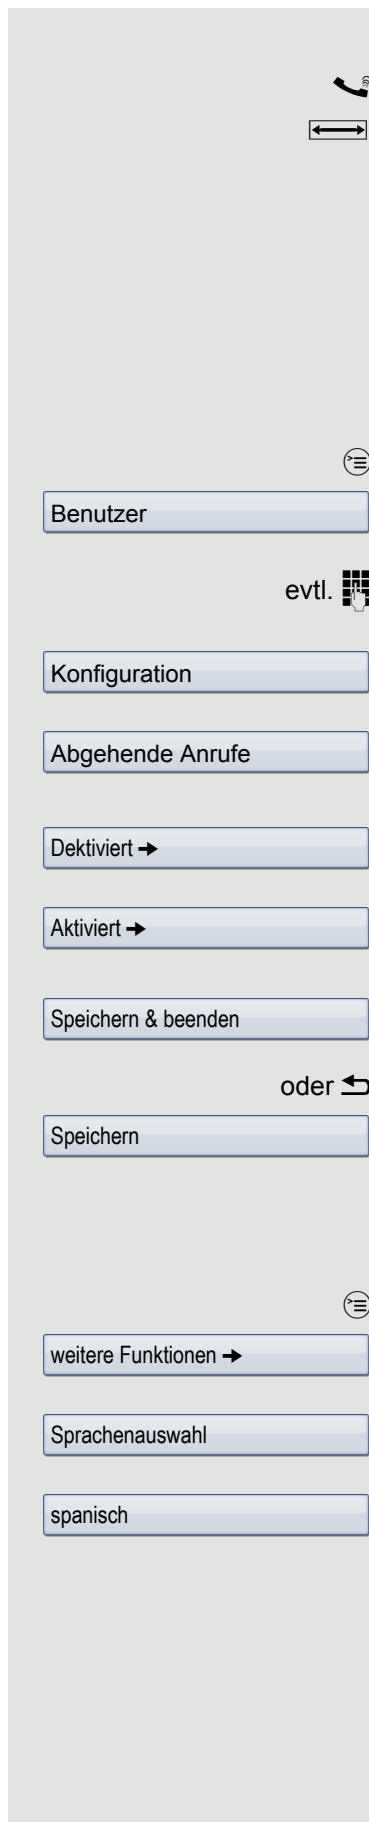 Benutzer
evtl.
Konfiguration
Abgehende Anrufe
Dektiviert →
Aktiviert →
Speichern & beenden
oder
Speichern
weitere Funktionen →
Sprachenauswahl
spanisch